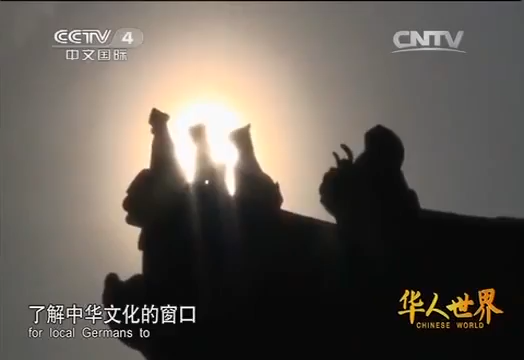 CCTV 4
中文国际
CNTV
了解中华文化的窗口
for local Germans to
华人世界
CHINESE WORLD